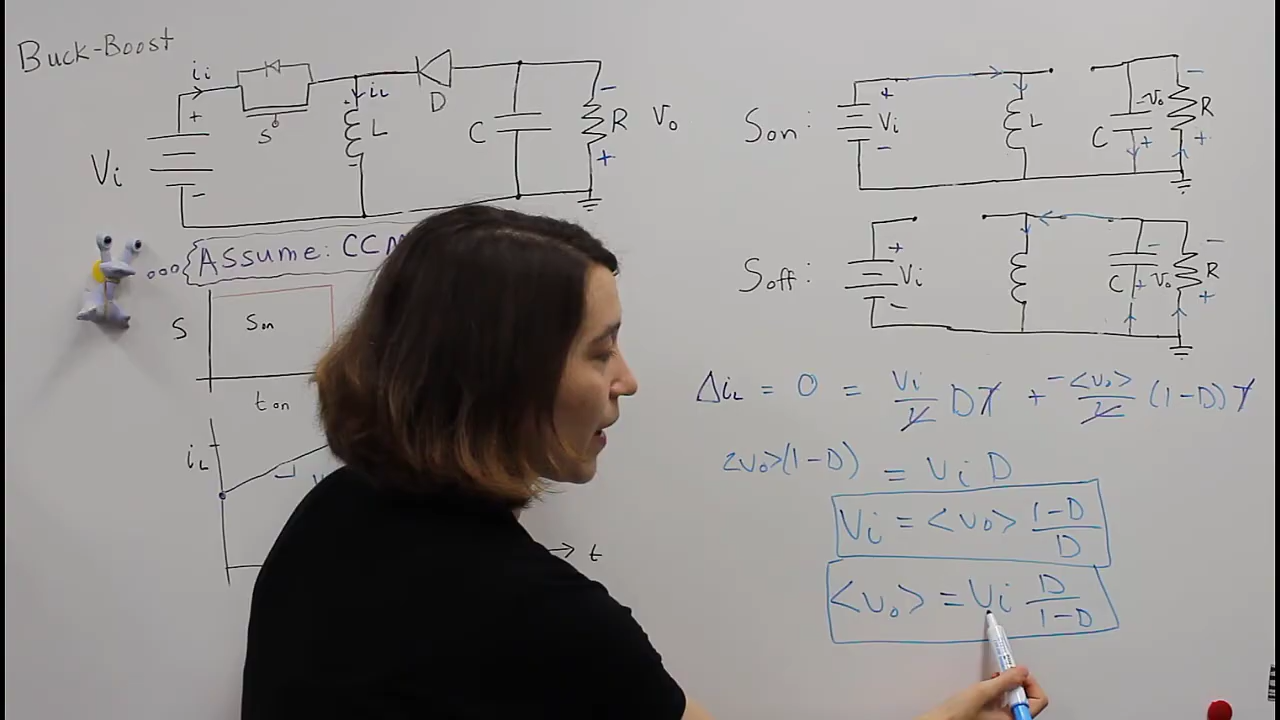 Buck-Boost
ii
+
S
iL
D
L
C
−
R
+
Vo
Vi
−
Assume: CCM
S
Son
ton
iL
t
Son:
+
Vi
−
L
C
−
Vo
+
−
R
+
Soff:
+
Vi
−
C
−
Vo
+
−
R
+
ΔiL = 0 = Vi/L DT + −<vo>/L (1-D)T
<vo>(1-D) = Vi D
Vi = <vo> 1-D/D
<vo> = Vi D/1-D